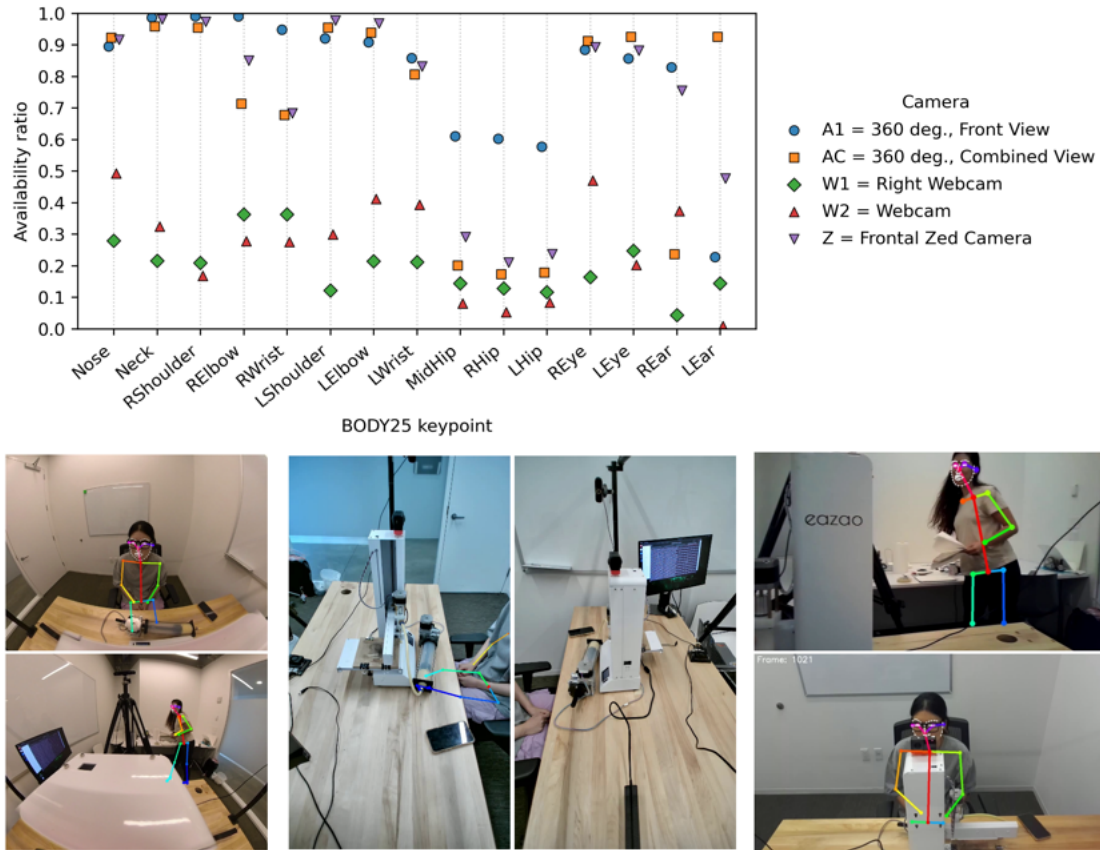 1.0
0.9
0.8
0.7
0.6
0.5
0.4
0.3
0.2
0.1
0.0
Availability ratio
Nose
Neck
RShoulder
RElbow
RWrist
LShoulder
LElbow
LWrist
MidHip
RHip
LHip
REye
LEye
REar
LEar
BODY25 keypoint
Camera
A1 = 360 deg., Front View
AC = 360 deg., Combined View
W1 = Right Webcam
W2 = Webcam
Z = Frontal Zed Camera
eazao
Frame: 1021